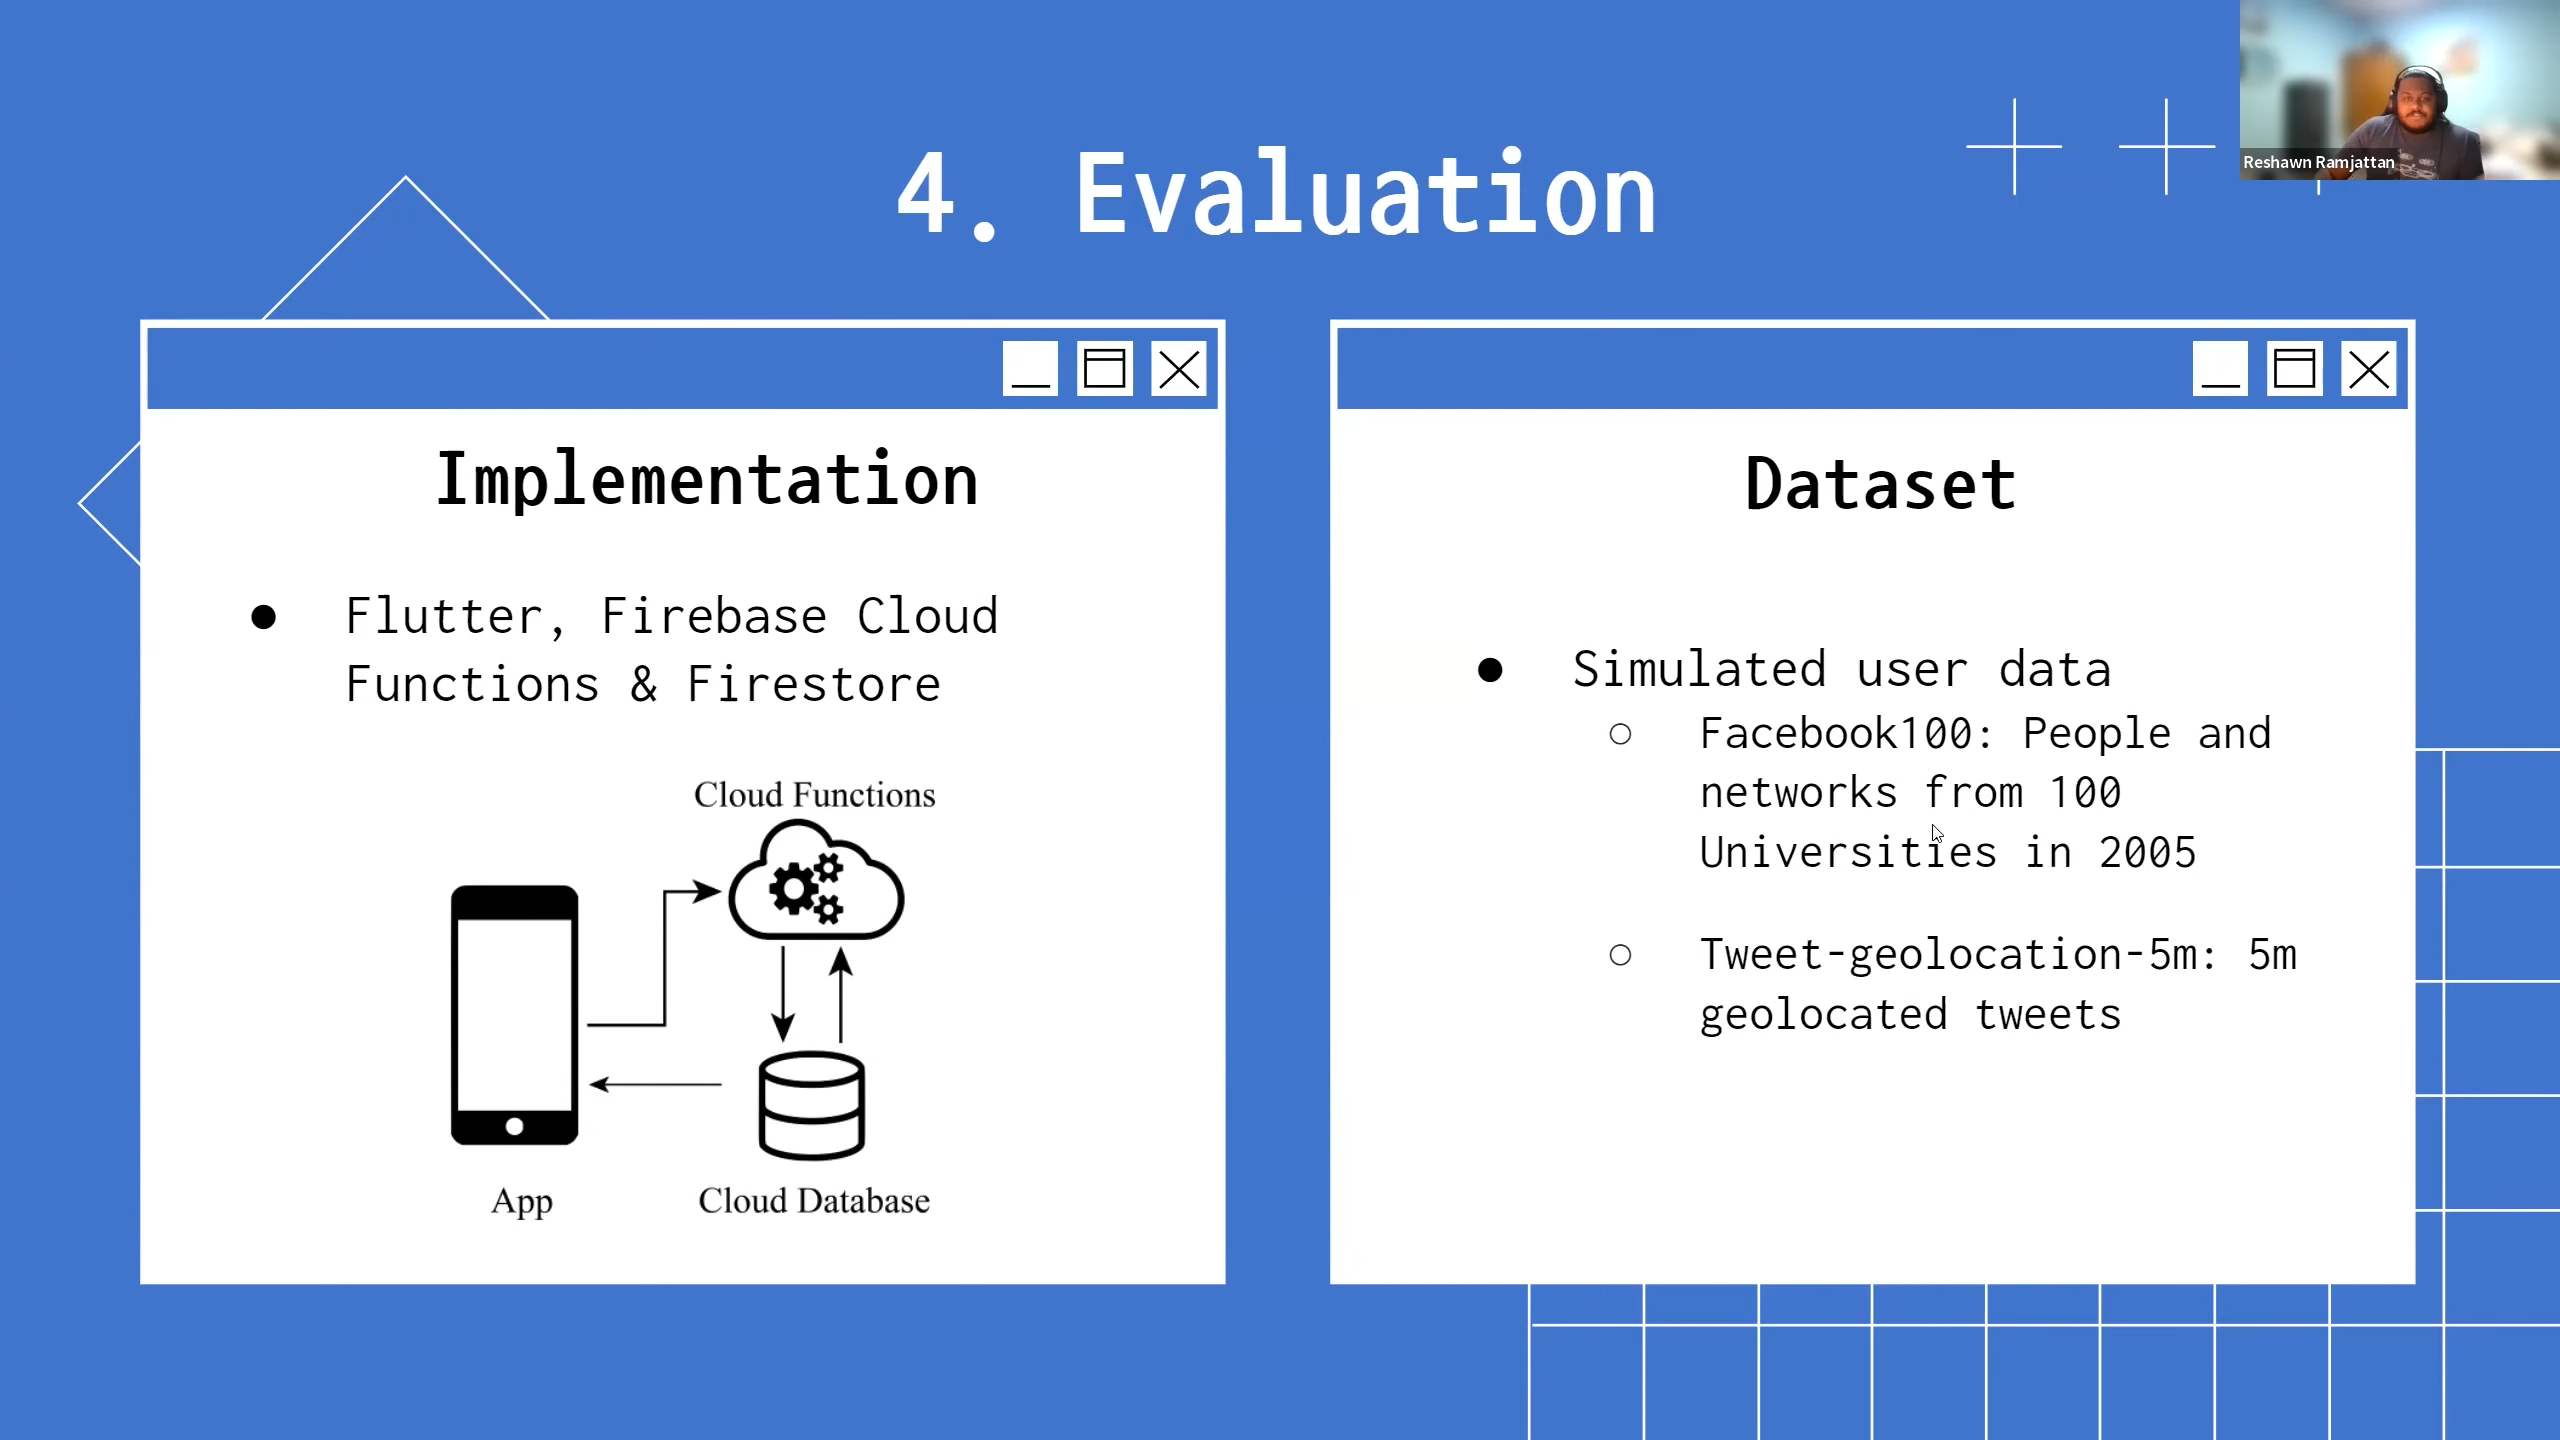 4. Evaluation
Reshawn Ramjattan
Implementation
● Flutter, Firebase Cloud
Functions & Firestore
Cloud Functions
App
Cloud Database
Dataset
● Simulated user data
○ Facebook100: People and
networks from 100
Universities in 2005
○ Tweet-geolocation-5m: 5m
geolocated tweets